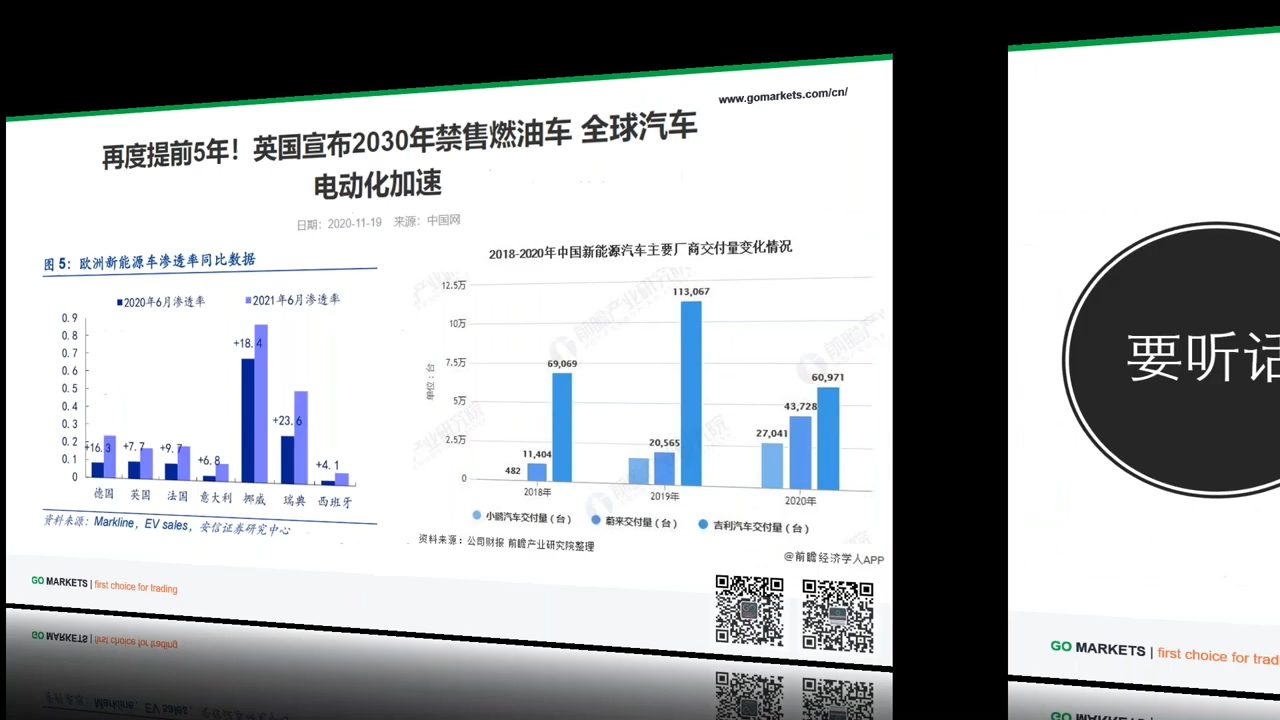 www.gomarkets.com/cn/
再度提前5年！英国宣布2030年禁售燃油车 全球汽车
电动化加速
日期：2020-11-19 来源：中国网
图 5：欧洲新能源车渗透率同比数据
2020年6月渗透率 2021年6月渗透率
0.9
0.8
0.7
0.6
0.5
0.4
0.3
0.2
0.1
0
+16.3
+7.7
+9.7
+6.8
+18.4
+23.6
+4.1
德国 英国 法国 意大利 挪威 瑞典 西班牙
资料来源：Markline，EV sales，安信证券研究中心
2018-2020年中国新能源汽车主要厂商交付量变化情况
单位：台
12.5万
10万
7.5万
5万
2.5万
0
482
11,404
69,069
20,565
113,067
27,041
43,728
60,971
2018年 2019年 2020年
小鹏汽车交付量（台） 蔚来交付量（台） 吉利汽车交付量（台）
资料来源：公司财报 前瞻产业研究院整理
@前瞻经济学人APP
GO MARKETS | first choice for trading
要听话
GO MARKETS | first choice for trad